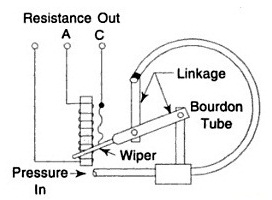 Resistance Out
A C
Linkage
Bourdon
Tube
Wiper
Pressure
In